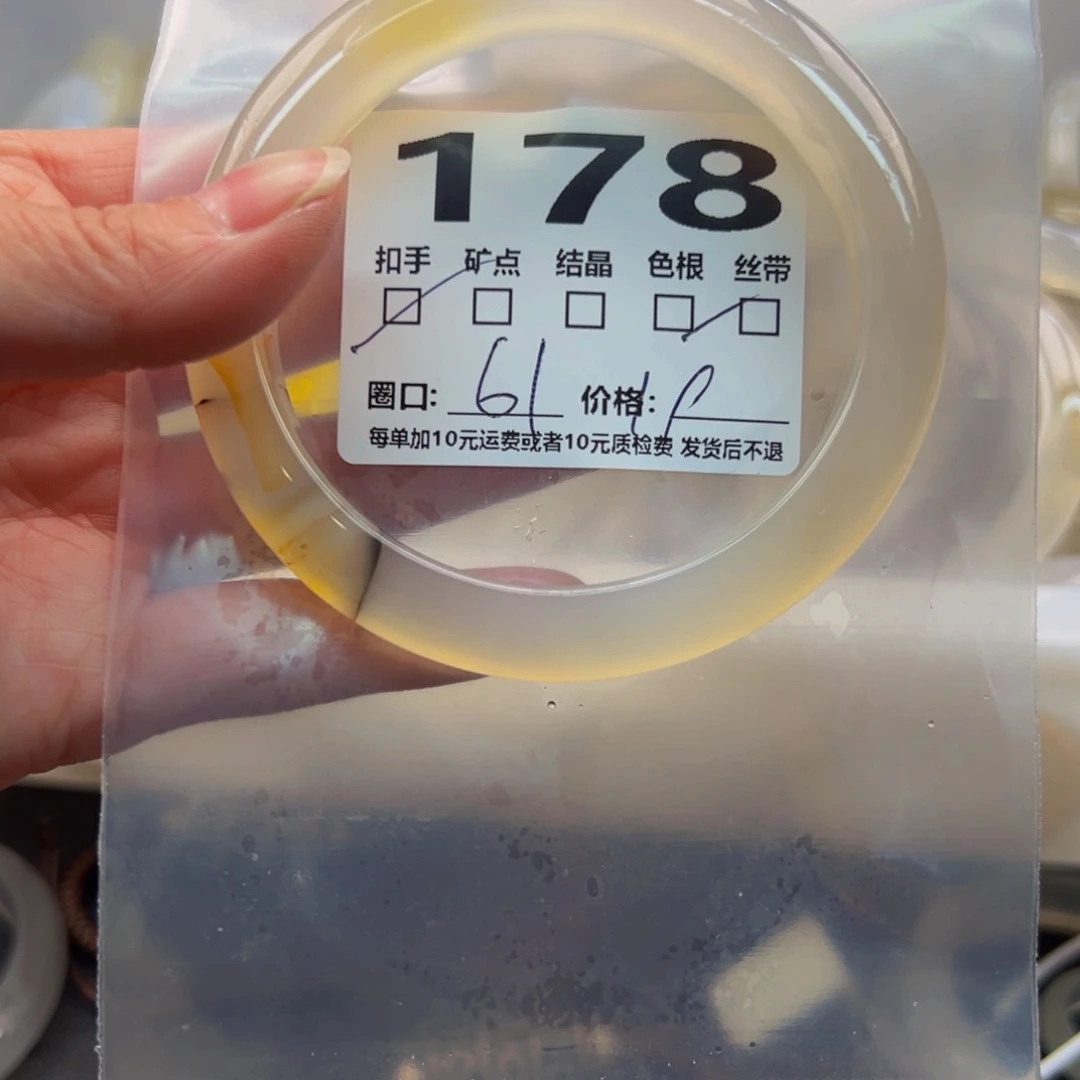 178
扣手 矿点 结晶 色根 丝带
圈口: 61 价格:
每单加10元运费或者10元质检费 发货后不退